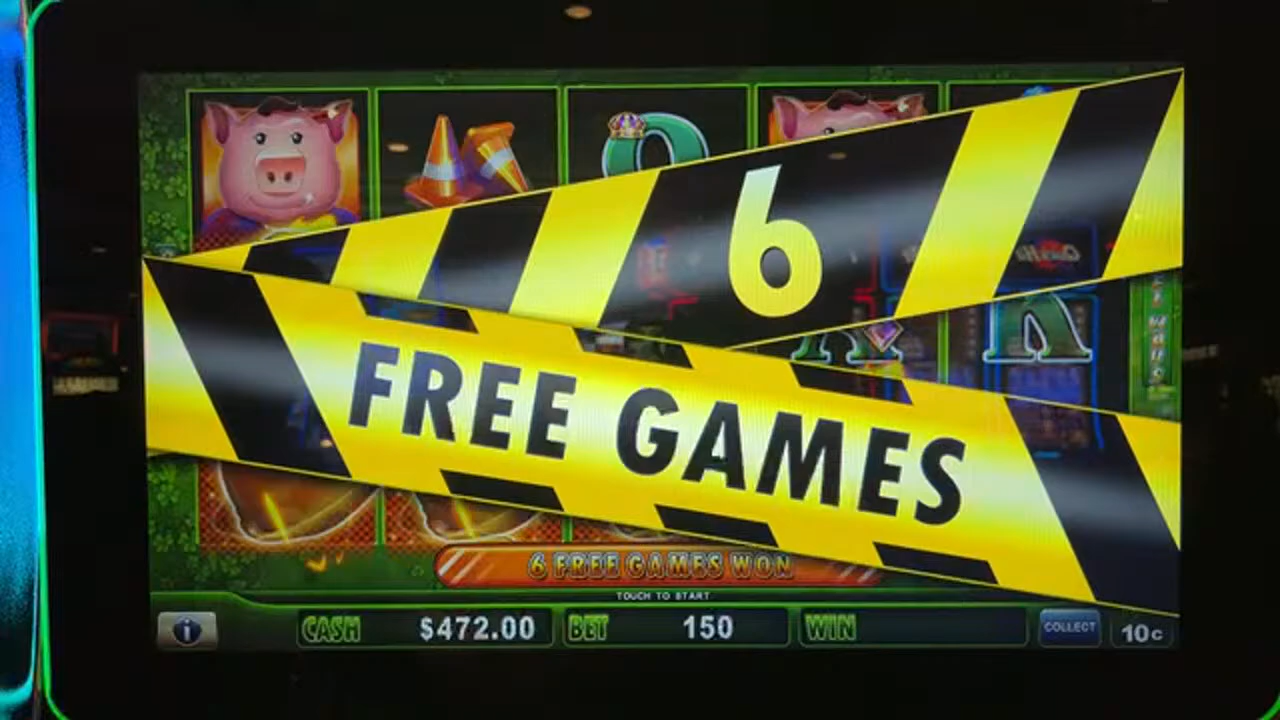 6
FREE GAMES
6 FREE GAMES WON
TOUCH TO START
CASH $472.00 BET 150 WIN COLLECT 10c